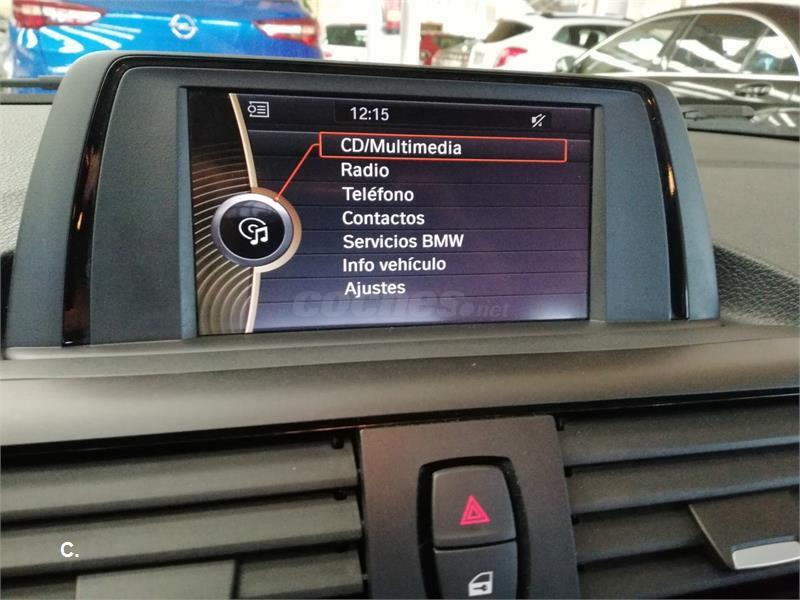 12:15
CD/Multimedia
Radio
Teléfono
Contactos
Servicios BMW
Info vehículo
Ajustes
coches.net
C.